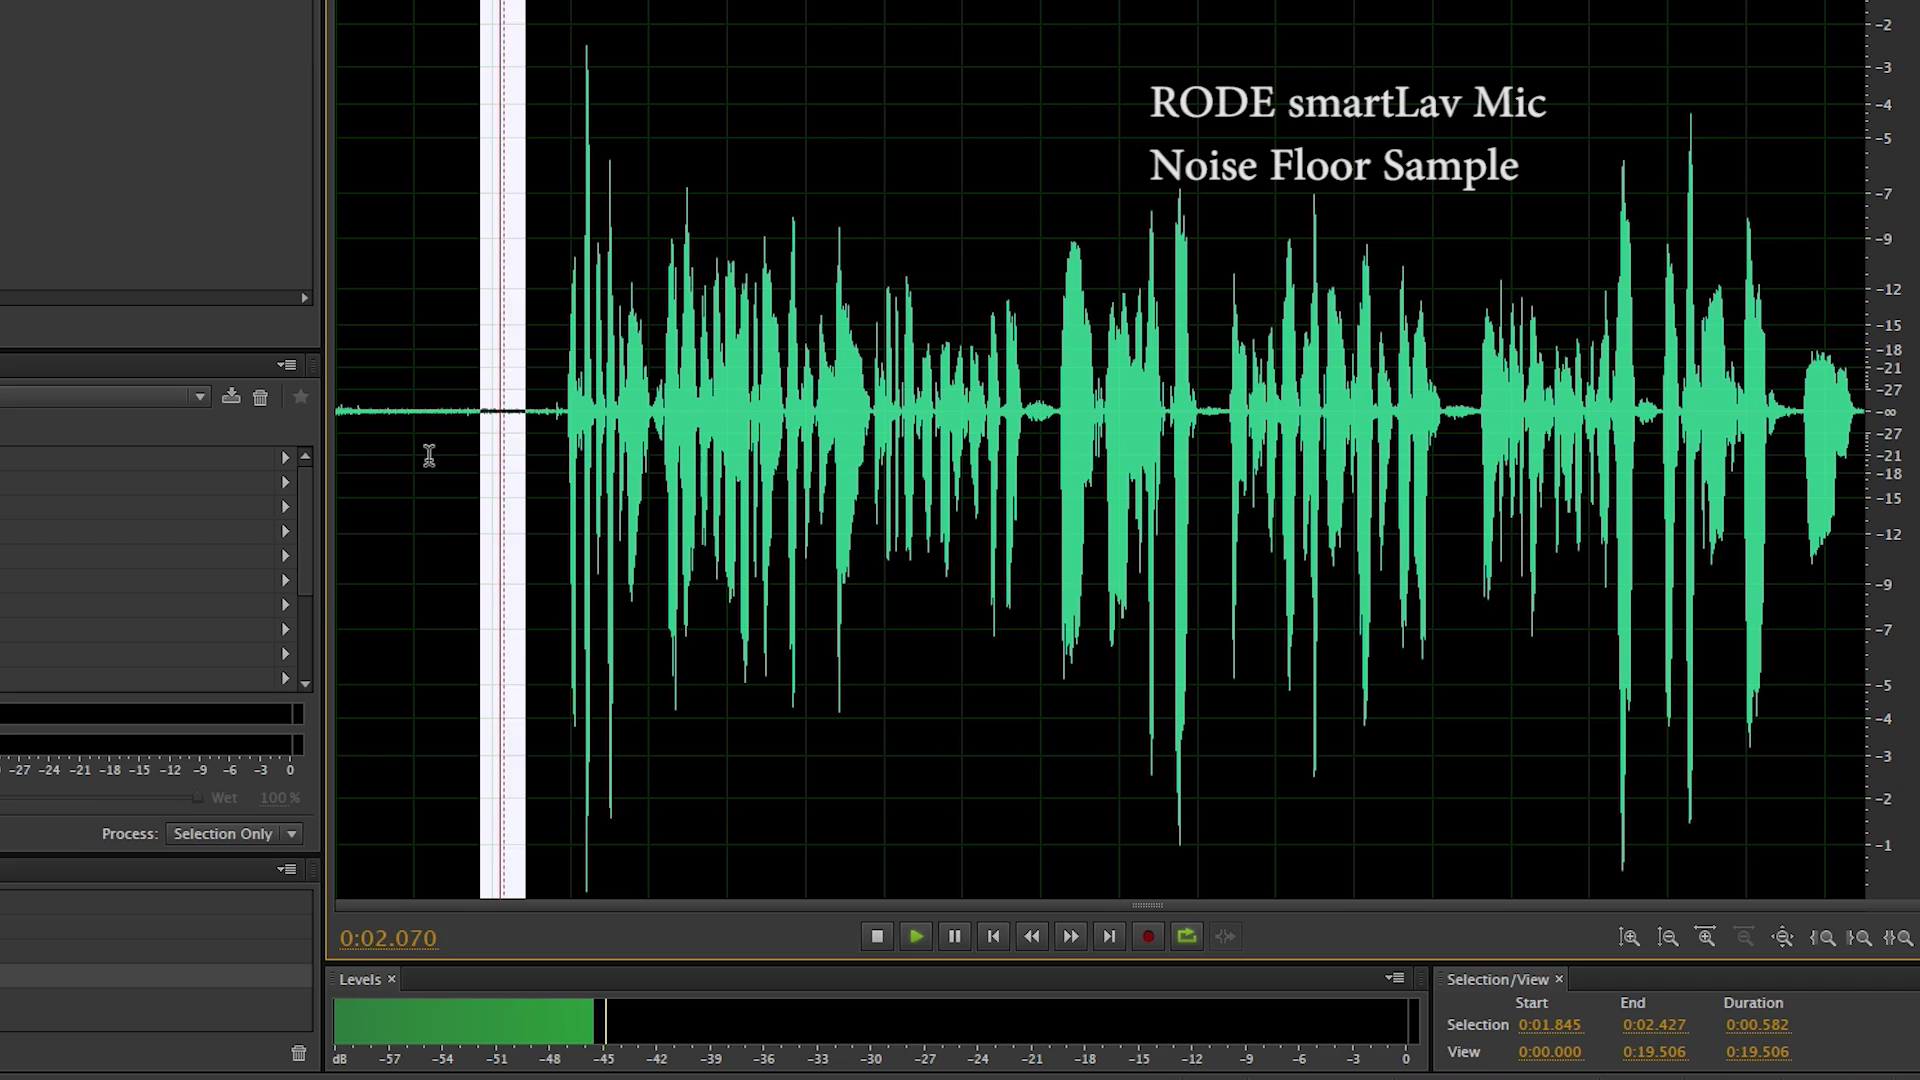 RODE smartLav Mic
Noise Floor Sample
-2
-3
-4
-5
-7
-9
-12
-15
-18
-21
-27
-∞
-27
-21
-18
-15
-12
-9
-7
-5
-4
-3
-2
-1
-27 -24 -21 -18 -15 -12 -9 -6 -3 0
Wet 100 %
Process: Selection Only
0:02.070
Levels ×
dB -57 -54 -51 -48 -45 -42 -39 -36 -33 -30 -27 -24 -21 -18 -15 -12 -9 -6 -3 0
Selection/View ×
Start End Duration
Selection 0:01.845 0:02.427 0:00.582
View 0:00.000 0:19.506 0:19.506